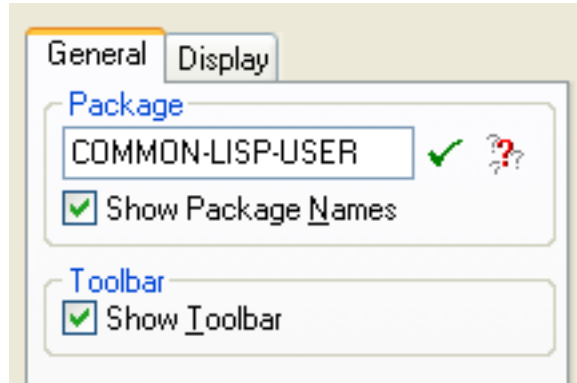 General Display
Package
COMMON-LISP-USER
Show Package Names
Toolbar
Show Toolbar